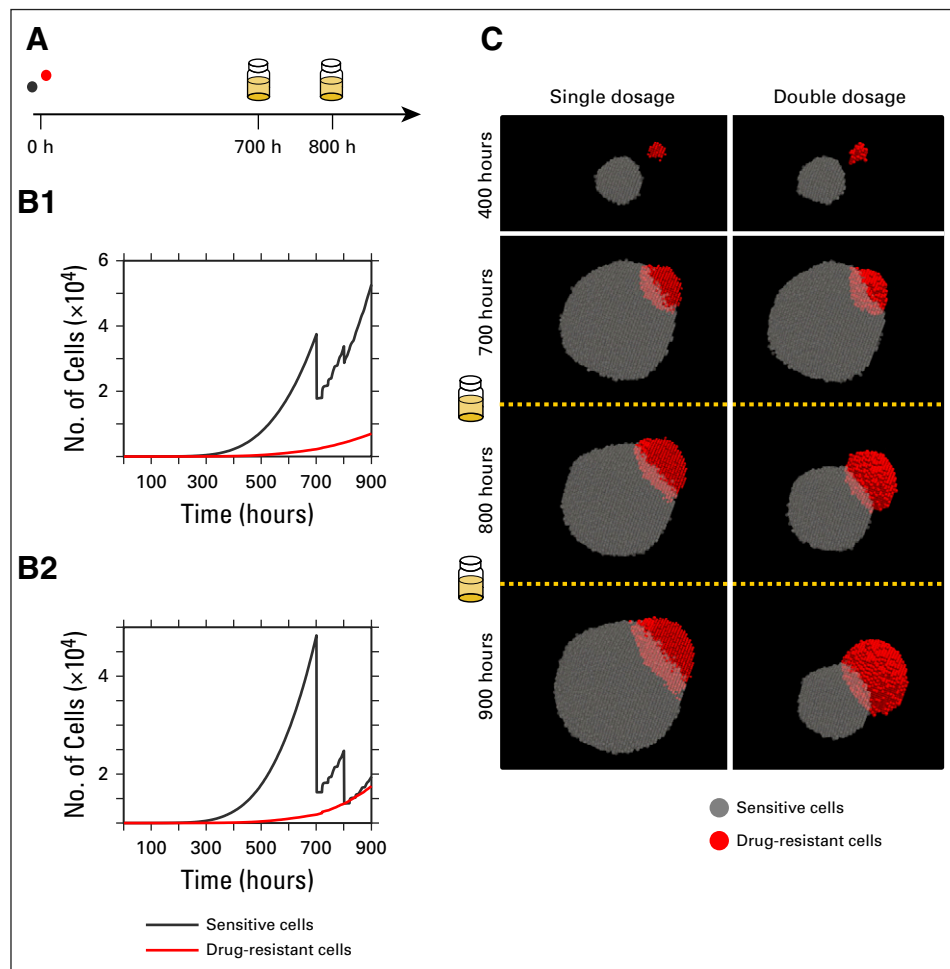 A
0 h
700 h
800 h
B1
No. of Cells (×10⁴)
6
4
2
100 300 500 700 900
Time (hours)
B2
No. of Cells (×10⁴)
4
2
100 300 500 700 900
Time (hours)
Sensitive cells
Drug-resistant cells
C
Single dosage
Double dosage
400 hours
700 hours
800 hours
900 hours
Sensitive cells
Drug-resistant cells